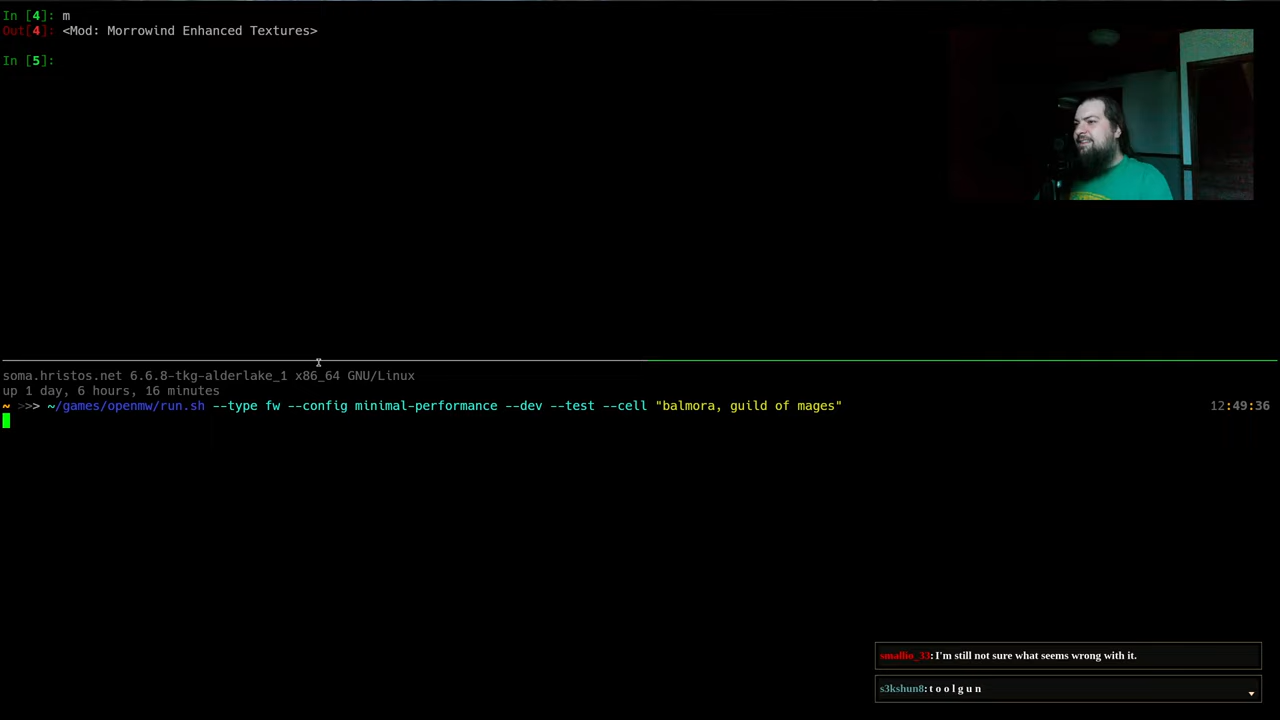 In [4]: m
Out[4]: <Mod: Morrowind Enhanced Textures>
In [5]:
soma.hristos.net 6.6.8-tkg-alderlake_1 x86_64 GNU/Linux
up 1 day, 6 hours, 16 minutes
~ >>> ~/games/openmw/run.sh --type fw --config minimal-performance --dev --test --cell "balmora, guild of mages" 12:49:36
smallio_33: I'm still not sure what seems wrong with it.
s3kshun8: t o o l g u n